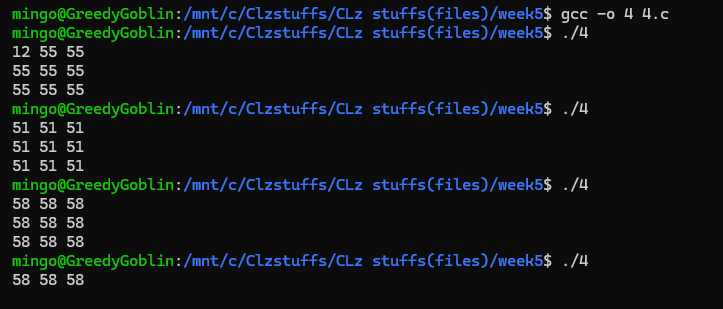 mingo@GreedyGoblin:/mnt/c/Clzstuffs/CLz stuffs(files)/week5$ gcc -o 4 4.c
mingo@GreedyGoblin:/mnt/c/Clzstuffs/CLz stuffs(files)/week5$ ./4
12 55 55
55 55 55
55 55 55
mingo@GreedyGoblin:/mnt/c/Clzstuffs/CLz stuffs(files)/week5$ ./4
51 51 51
51 51 51
51 51 51
mingo@GreedyGoblin:/mnt/c/Clzstuffs/CLz stuffs(files)/week5$ ./4
58 58 58
58 58 58
58 58 58
mingo@GreedyGoblin:/mnt/c/Clzstuffs/CLz stuffs(files)/week5$ ./4
58 58 58